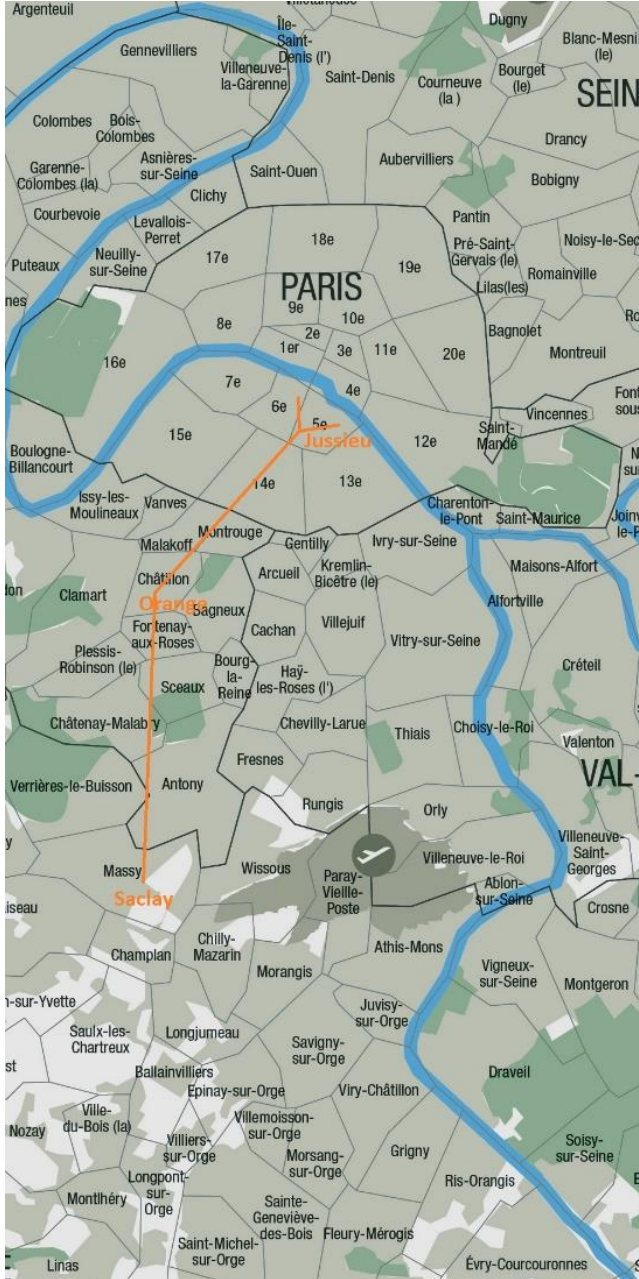 Argenteuil
Île-
Saint-
Denis (l')
Dugny
Gennevilliers
Villeneuve-
la-Garenne
Saint-Denis
Courneuve
(la )
Bourget
(le)
Blanc-Mesni
(le)
SEIN
Colombes
Bois-
Colombes
Drancy
Garenne-
Colombes (la)
Asnières-
sur-Seine
Saint-Ouen
Aubervilliers
Bobigny
Courbevoie
Clichy
Levallois-
Perret
Pantin
Puteaux
Neuilly-
sur-Seine
17e
18e
19e
Pré-Saint-
Gervais (le)
Noisy-le-Sec
Romainville
Lilas(les)
nes
PARIS
8e
9e
10e
2e
1er
3e
11e
20e
Bagnolet
Montreuil
16e
7e
6e
4e
5e
Jussieu
15e
12e
Saint-
Mandé
Vincennes
Font
sous
Boulogne-
Billancourt
14e
13e
Issy-les-
Moulineaux
Vanves
Charenton-
le-Pont
Saint-Maurice
Joinv
le-P
Malakoff
Montrouge
Gentilly
Ivry-sur-Seine
Arcueil
Kremlin-
Bicêtre (le)
Maisons-Alfort
Clamart
Châtillon
Orange
Bagneux
Alfortville
Fontenay-
aux-Roses
Cachan
Villejuif
Vitry-sur-Seine
Plessis-
Robinson (le)
Bourg-
la-
Reine
Haÿ-
les-Roses (l')
Créteil
Sceaux
Châtenay-Malabry
Chevilly-Larue
Thiais
Choisy-le-Roi
Valenton
Verrières-le-Buisson
Antony
Fresnes
VAL-
Rungis
Orly
Massy
Wissous
Paray-
Vieille-
Poste
Villeneuve-le-Roi
Villeneuve-
Saint-
Georges
Saclay
Ablon-
sur-Seine
Crosne
aiseau
Champlan
Chilly-
Mazarin
Athis-Mons
Morangis
Vigneux-
sur-Seine
Montgeron
n-sur-Yvette
Saulx-les-
Chartreux
Longjumeau
Juvisy-
sur-Orge
Savigny-
sur-Orge
st
Ballainvilliers
Epinay-sur-Orge
Viry-Châtillon
Draveil
Nozay
Ville-
du-Bois (la)
Villemoisson-
sur-Orge
Villiers-
sur-Orge
Morsang-
sur-Orge
Grigny
Soisy-
sur-Seine
Montlhéry
Longpont-
sur-
Orge
Ris-Orangis
Sainte-
Geneviève-
des-Bois
Fleury-Mérogis
Linas
Saint-Michel-
sur-Orge
Évry-Courcouronnes